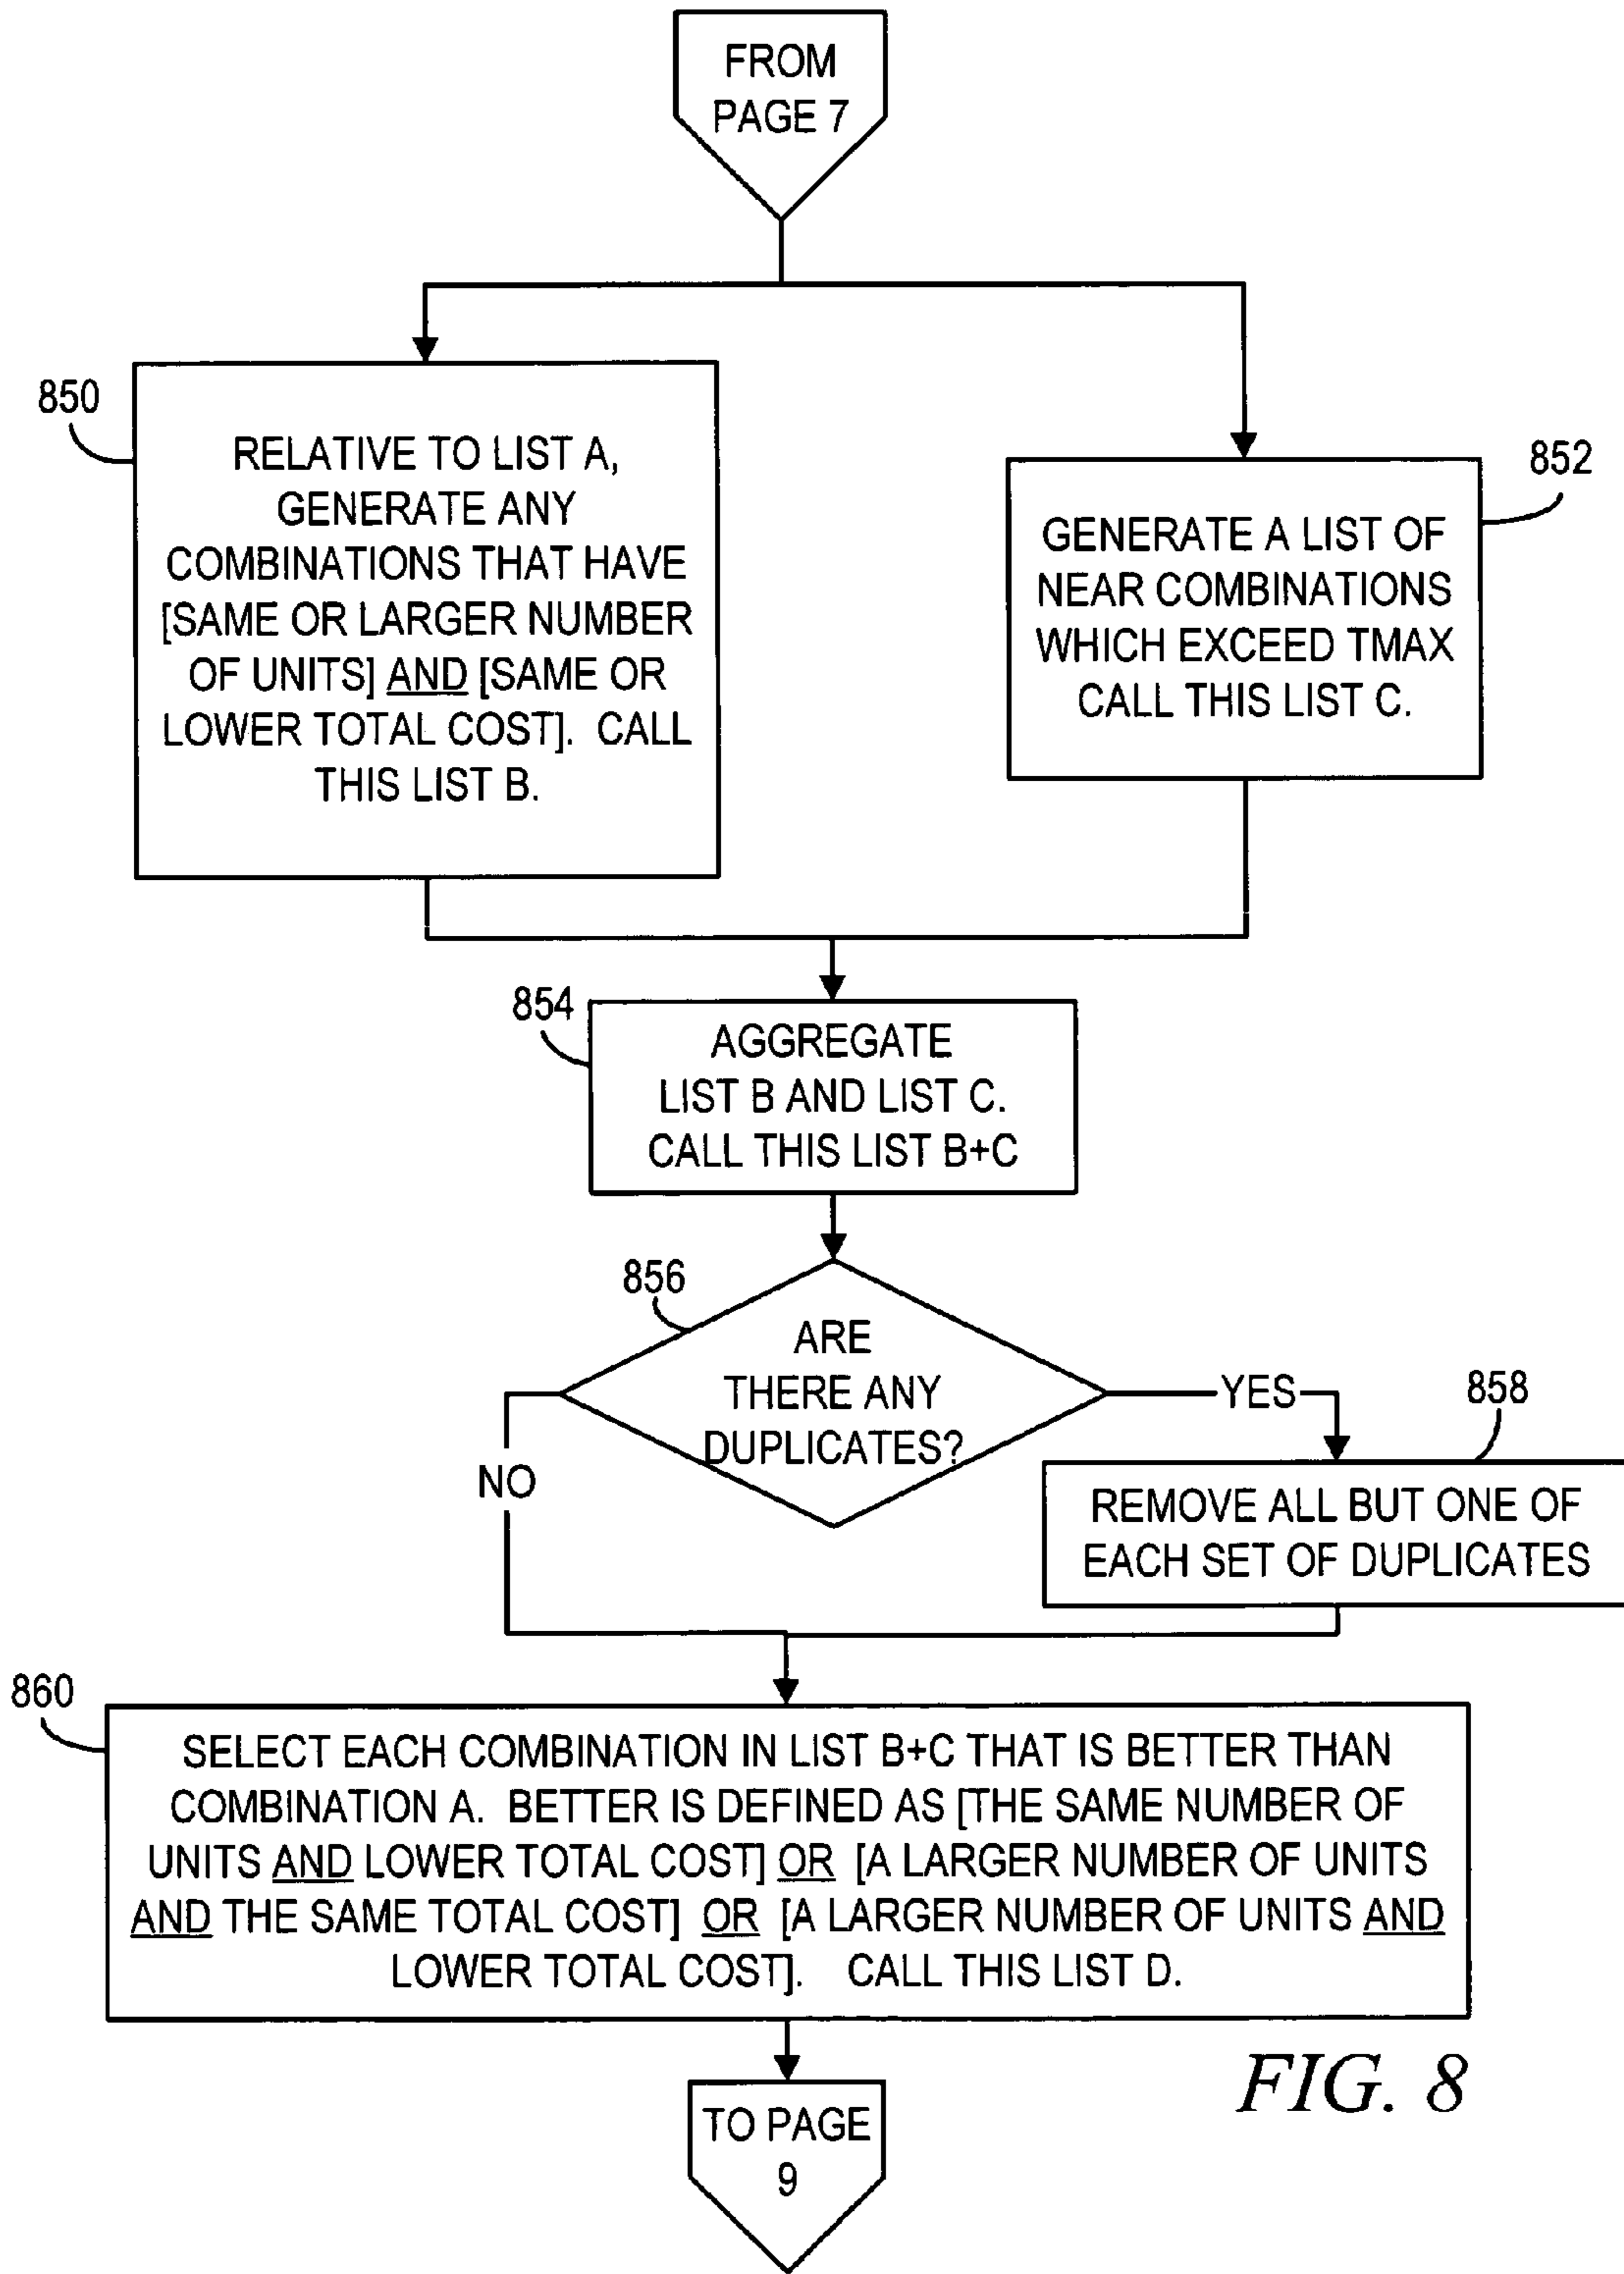 FROM
PAGE 7
850
RELATIVE TO LIST A,
GENERATE ANY
COMBINATIONS THAT HAVE
[SAME OR LARGER NUMBER
OF UNITS] AND [SAME OR
LOWER TOTAL COST]. CALL
THIS LIST B.
852
GENERATE A LIST OF
NEAR COMBINATIONS
WHICH EXCEED TMAX
CALL THIS LIST C.
854
AGGREGATE
LIST B AND LIST C.
CALL THIS LIST B+C
856
ARE
THERE ANY
DUPLICATES?
YES
NO
858
REMOVE ALL BUT ONE OF
EACH SET OF DUPLICATES
860
SELECT EACH COMBINATION IN LIST B+C THAT IS BETTER THAN
COMBINATION A. BETTER IS DEFINED AS [THE SAME NUMBER OF
UNITS AND LOWER TOTAL COST] OR [A LARGER NUMBER OF UNITS
AND THE SAME TOTAL COST] OR [A LARGER NUMBER OF UNITS AND
LOWER TOTAL COST]. CALL THIS LIST D.
TO PAGE
9
FIG. 8